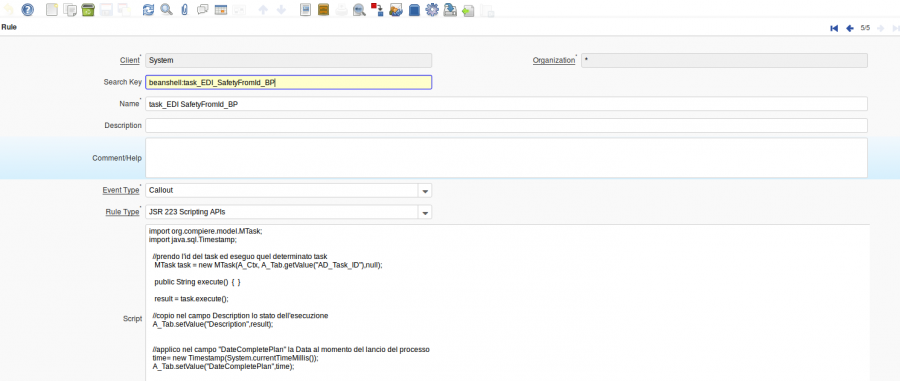 Rule
5/5
Client* System Organization* *
Search Key beanshell:task_EDI_SafetyFromId_BP
Name* task_EDI SafetyFromId_BP
Description
Comment/Help
Event Type* Callout
Rule Type* JSR 223 Scripting APIs
Script
import org.compiere.model.MTask;
import java.sql.Timestamp;
//prendo l'id del task ed eseguo quel determinato task
MTask task = new MTask(A_Ctx, A_Tab.getValue("AD_Task_ID"),null);
public String execute() { }
result = task.execute();
//copio nel campo Description lo stato dell'esecuzione
A_Tab.setValue("Description",result);
//applico nel campo "DateCompletePlan" la Data al momento del lancio del processo
time= new Timestamp(System.currentTimeMillis());
A_Tab.setValue("DateCompletePlan",time);